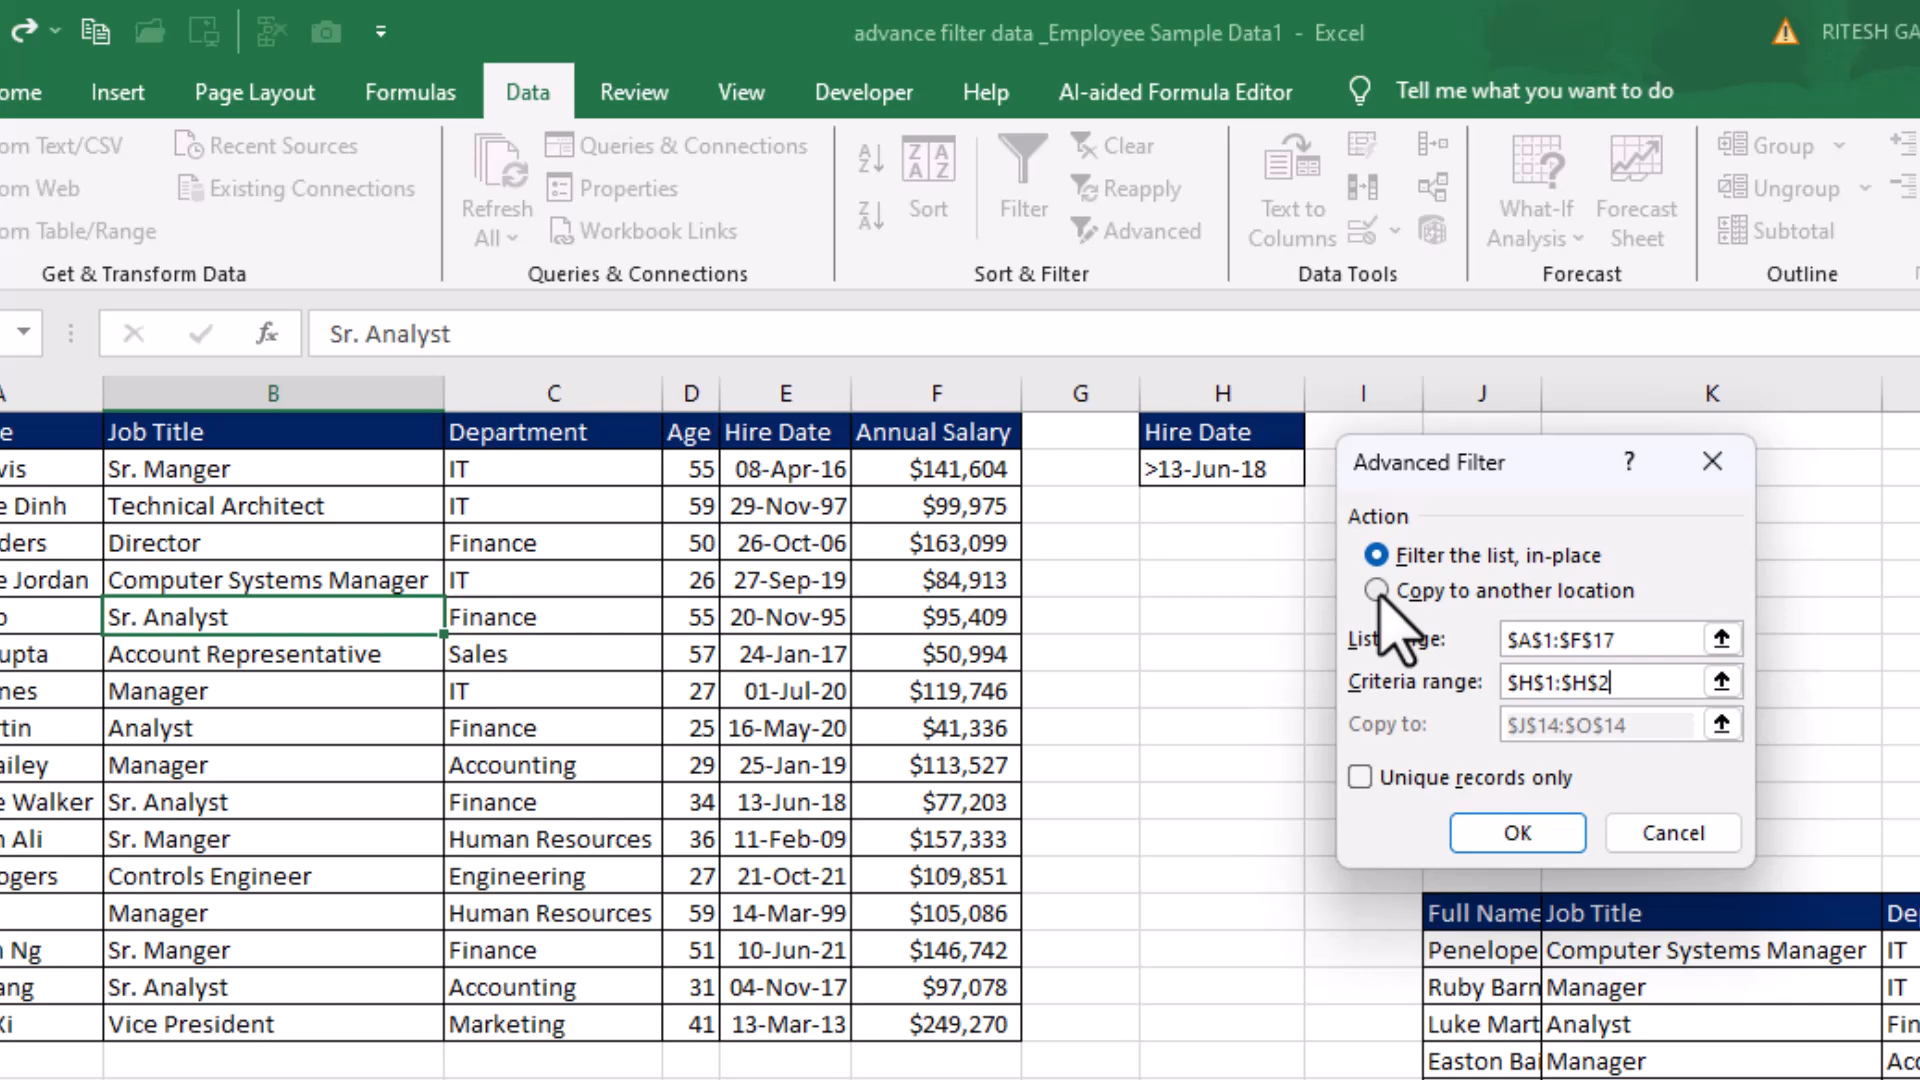 advance filter data _Employee Sample Data1 - Excel
RITESH GA
ome Insert Page Layout Formulas Data Review View Developer Help AI-aided Formula Editor Tell me what you want to do
om Text/CSV
om Web
om Table/Range
Recent Sources
Existing Connections
Get & Transform Data
Refresh
All
Queries & Connections
Properties
Workbook Links
Queries & Connections
Sort
Filter
Clear
Reapply
Advanced
Sort & Filter
Text to
Columns
Data Tools
What-If
Analysis
Forecast
Sheet
Forecast
Group
Ungroup
Subtotal
Outline
fx Sr. Analyst
A B C D E F G H I J K
e Job Title Department Age Hire Date Annual Salary Hire Date
vis Sr. Manger IT 55 08-Apr-16 $141,604 >13-Jun-18
e Dinh Technical Architect IT 59 29-Nov-97 $99,975
ders Director Finance 50 26-Oct-06 $163,099
e Jordan Computer Systems Manager IT 26 27-Sep-19 $84,913
o Sr. Analyst Finance 55 20-Nov-95 $95,409
upta Account Representative Sales 57 24-Jan-17 $50,994
nes Manager IT 27 01-Jul-20 $119,746
tin Analyst Finance 25 16-May-20 $41,336
ailey Manager Accounting 29 25-Jan-19 $113,527
e Walker Sr. Analyst Finance 34 13-Jun-18 $77,203
n Ali Sr. Manger Human Resources 36 11-Feb-09 $157,333
ogers Controls Engineer Engineering 27 21-Oct-21 $109,851
Manager Human Resources 59 14-Mar-99 $105,086
n Ng Sr. Manger Finance 51 10-Jun-21 $146,742
ang Sr. Analyst Accounting 31 04-Nov-17 $97,078
Xi Vice President Marketing 41 13-Mar-13 $249,270
Advanced Filter ?
Action
Filter the list, in-place
Copy to another location
List ge: $A$1:$F$17
Criteria range: $H$1:$H$2
Copy to: $J$14:$O$14
Unique records only
OK Cancel
Full Name Job Title De
Penelope Computer Systems Manager IT
Ruby Barn Manager IT
Luke Mart Analyst Fin
Easton Bai Manager Acc